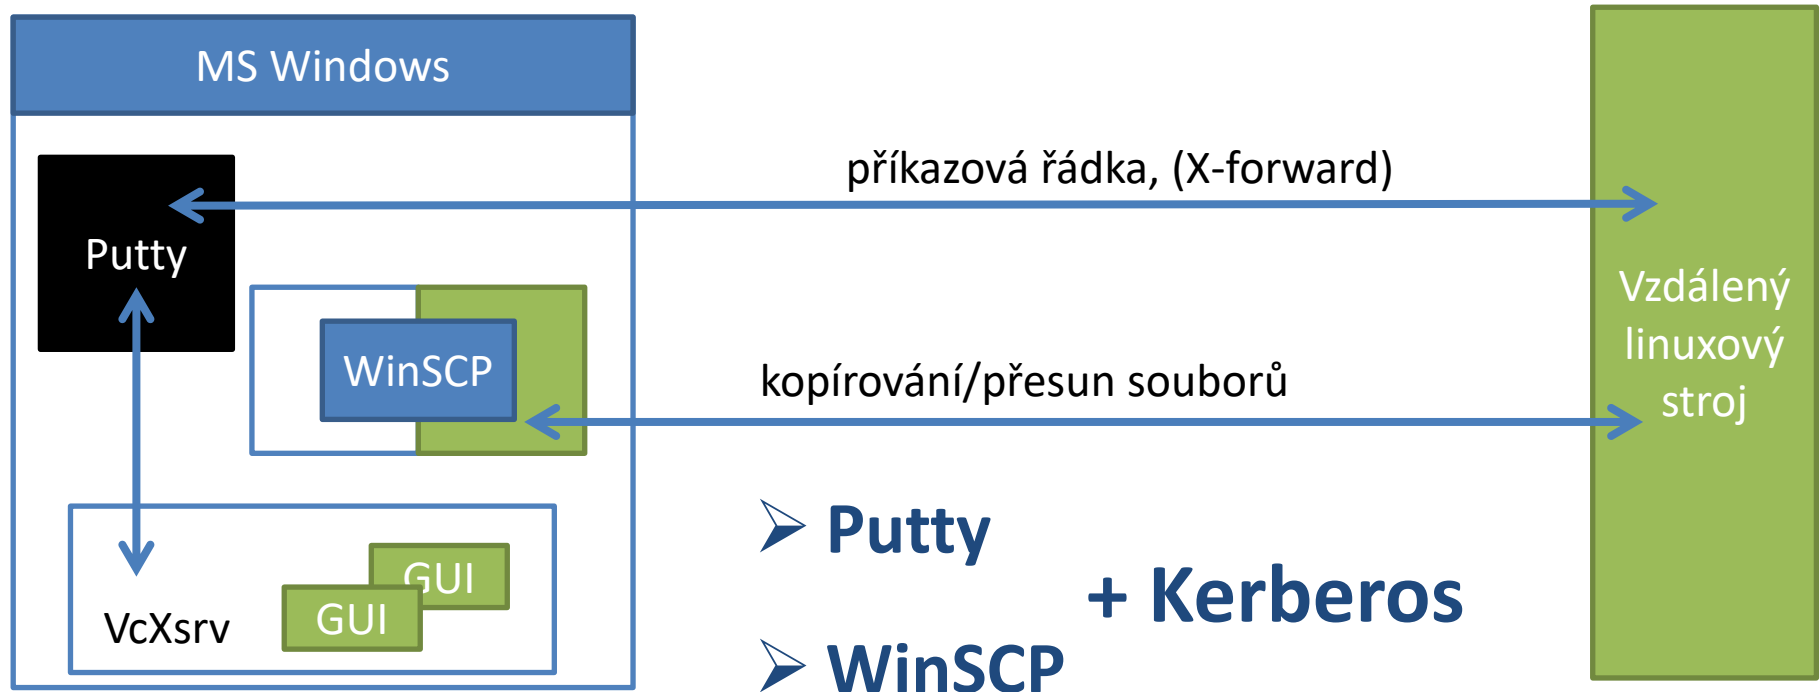 MS Windows
příkazová řádka, (X-forward)
Putty
Vzdálený
linuxový
stroj
WinSCP
kopírování/přesun souborů
GUI
GUI
VcXsrv
➢ Putty
+ Kerberos
➢ WinSCP